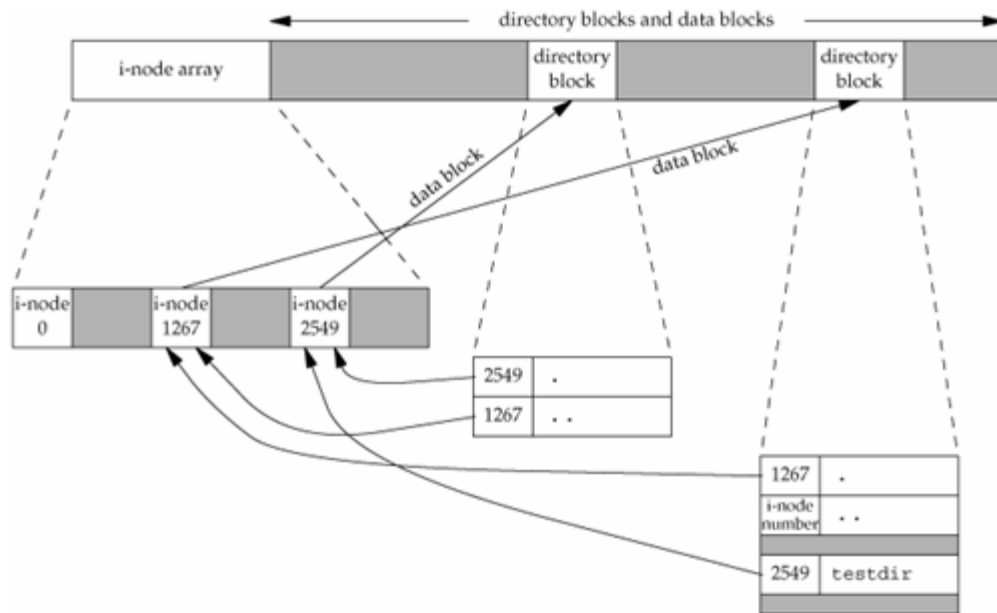 directory blocks and data blocks
i-node array
directory
block
directory
block
data block
data block
i-node
0
i-node
1267
i-node
2549
2549 .
1267 ..
1267 .
i-node
number ..
2549 testdir